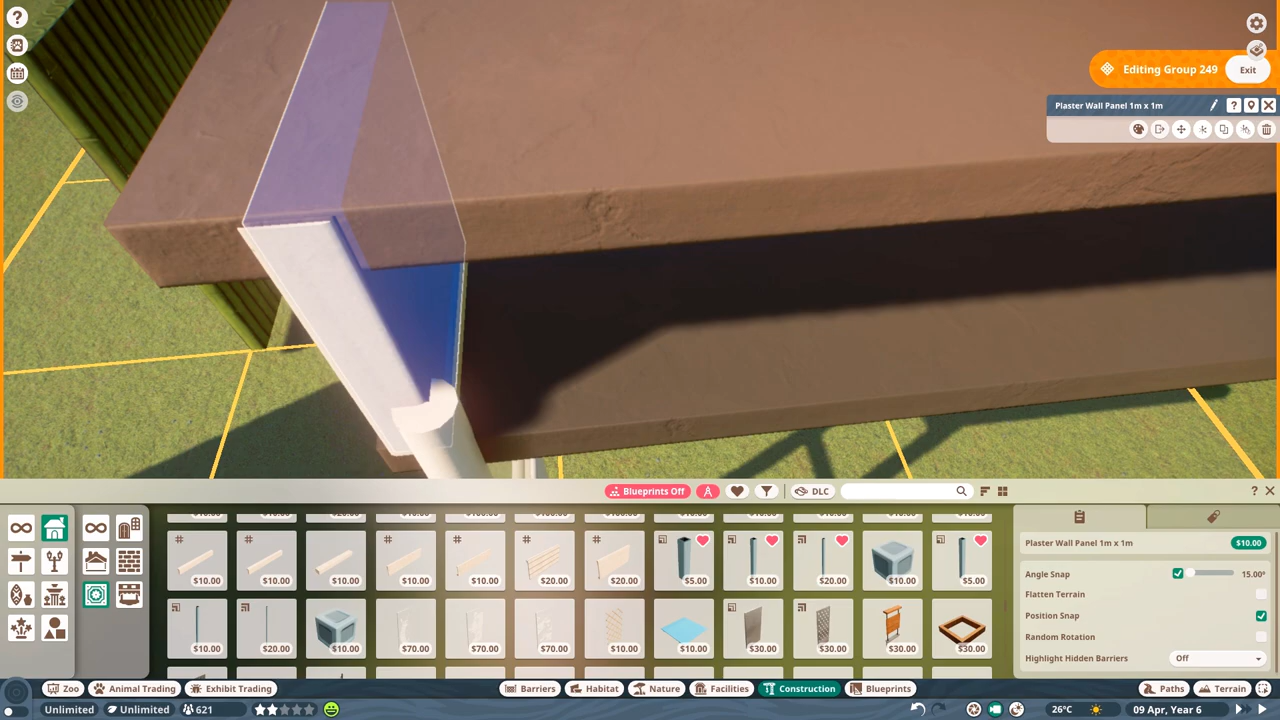 Editing Group 249 Exit
Plaster Wall Panel 1m x 1m ?
Blueprints Off DLC ?
$10.00 $10.00 $10.00 $10.00 $10.00 $20.00 $20.00 $5.00 $10.00 $20.00 $10.00 $5.00
$10.00 $20.00 $10.00 $70.00 $70.00 $70.00 $10.00 $10.00 $30.00 $30.00 $30.00 $30.00
Plaster Wall Panel 1m x 1m $10.00
Angle Snap 15.00°
Flatten Terrain
Position Snap
Random Rotation
Highlight Hidden Barriers Off
Zoo Animal Trading Exhibit Trading Barriers Habitat Nature Facilities Construction Blueprints Paths Terrain
Unlimited Unlimited 621 26°C 09 Apr, Year 6